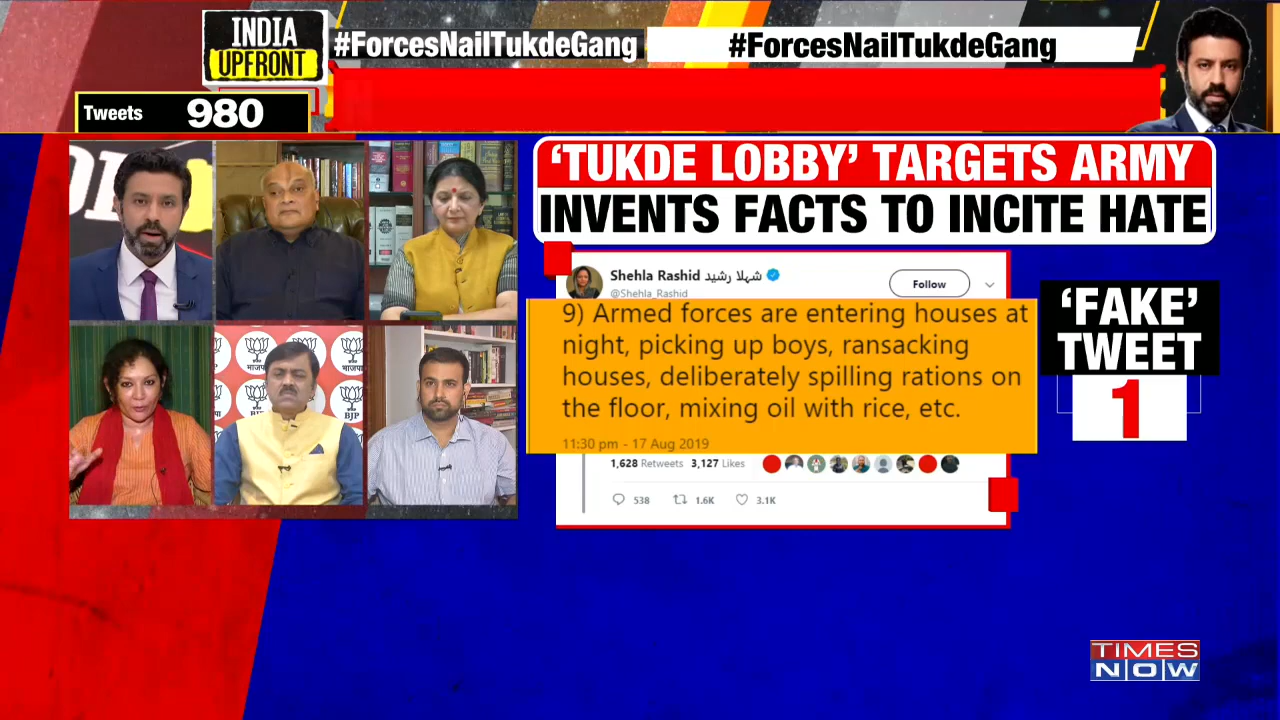 INDIA
UPFRONT
#ForcesNailTukdeGang
#ForcesNailTukdeGang
Tweets 980
'TUKDE LOBBY' TARGETS ARMY
INVENTS FACTS TO INCITE HATE
Shehla Rashid شہلا رشید
@Shehla_Rashid
Follow
9) Armed forces are entering houses at
night, picking up boys, ransacking
houses, deliberately spilling rations on
the floor, mixing oil with rice, etc.
11:30 pm - 17 Aug 2019
1,628 Retweets 3,127 Likes
538 1.6K 3.1K
'FAKE'
TWEET
1
भाजपा
BJP
TIMES
NOW